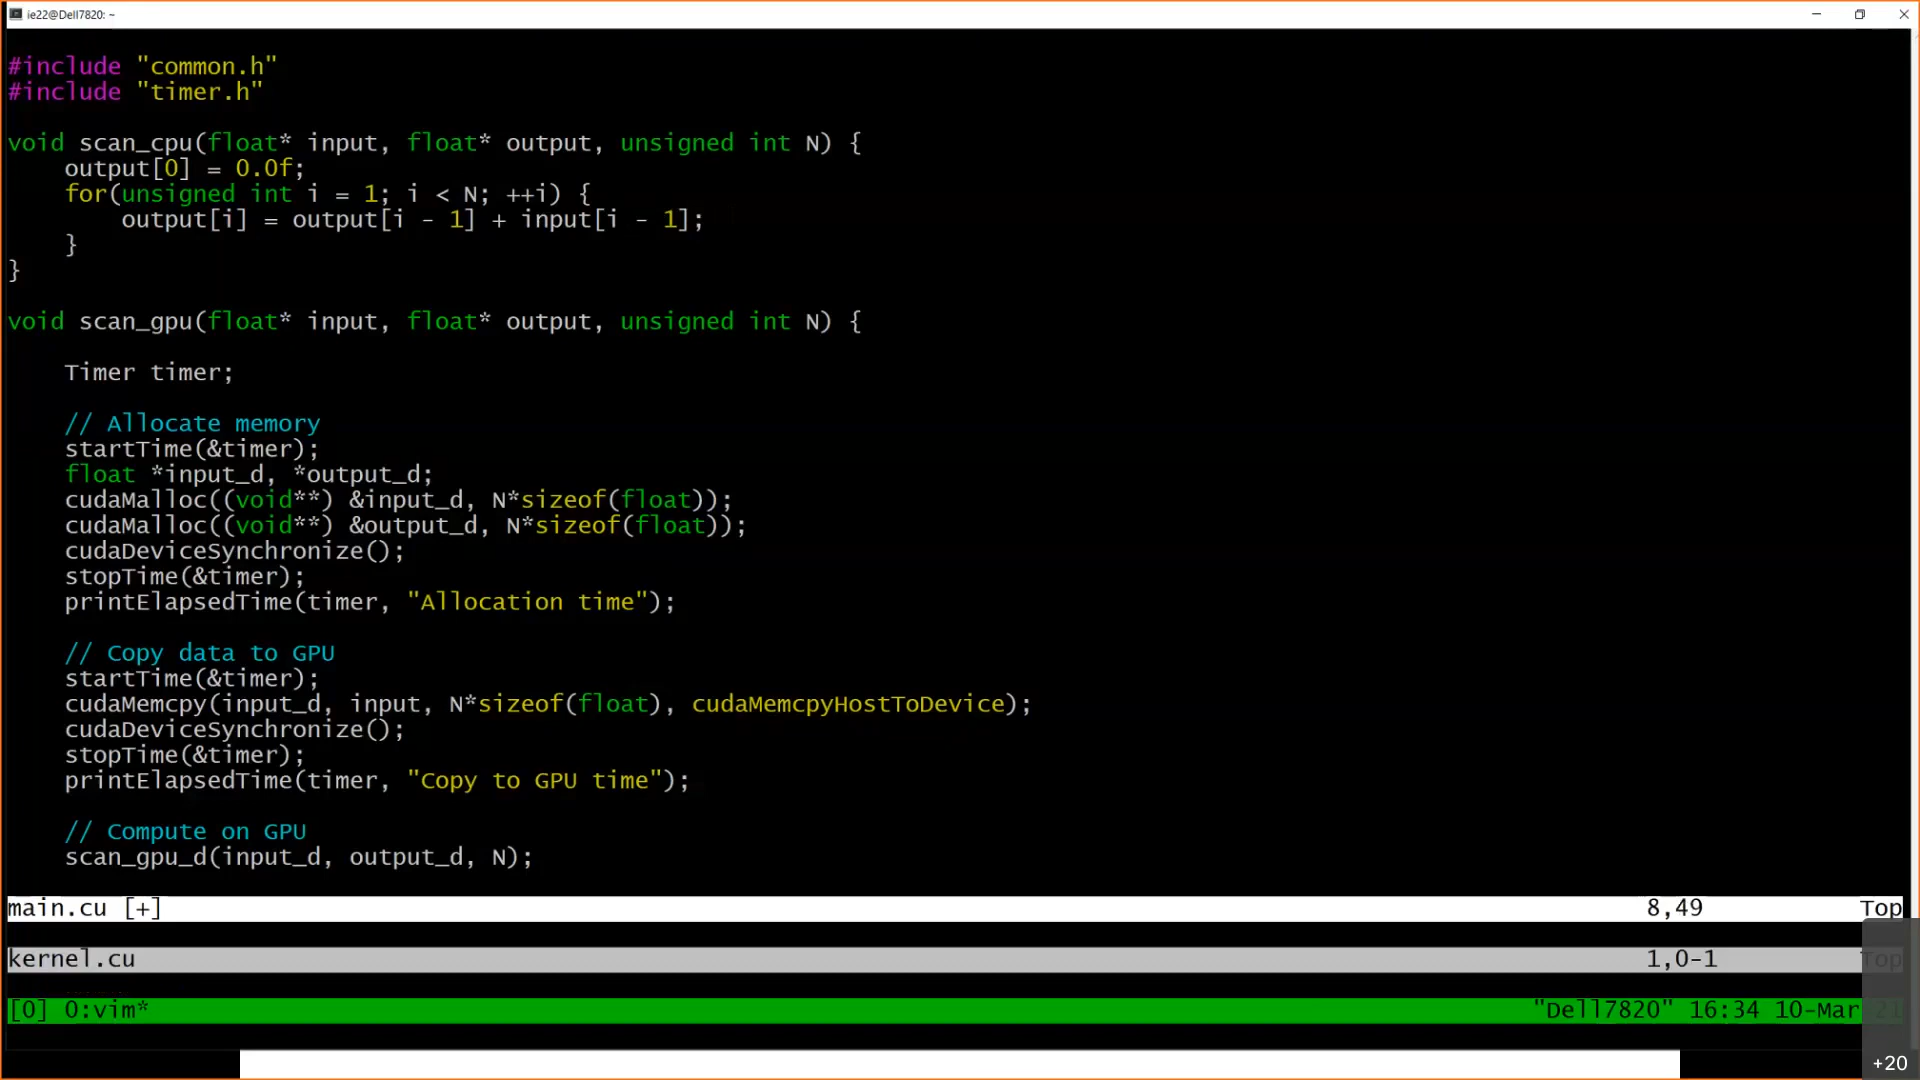 ie22@Dell7820: ~
#include "common.h"
#include "timer.h"
void scan_cpu(float* input, float* output, unsigned int N) {
    output[0] = 0.0f;
    for(unsigned int i = 1; i < N; ++i) {
        output[i] = output[i - 1] + input[i - 1];
    }
}
void scan_gpu(float* input, float* output, unsigned int N) {
    Timer timer;
    // Allocate memory
    startTime(&timer);
    float *input_d, *output_d;
    cudaMalloc((void**) &input_d, N*sizeof(float));
    cudaMalloc((void**) &output_d, N*sizeof(float));
    cudaDeviceSynchronize();
    stopTime(&timer);
    printElapsedTime(timer, "Allocation time");
    // Copy data to GPU
    startTime(&timer);
    cudaMemcpy(input_d, input, N*sizeof(float), cudaMemcpyHostToDevice);
    cudaDeviceSynchronize();
    stopTime(&timer);
    printElapsedTime(timer, "Copy to GPU time");
    // Compute on GPU
    scan_gpu_d(input_d, output_d, N);
main.cu [+] 8,49 Top
kernel.cu 1,0-1 Top
[0] 0:vim* "Dell7820" 16:34 10-Mar-21
+20